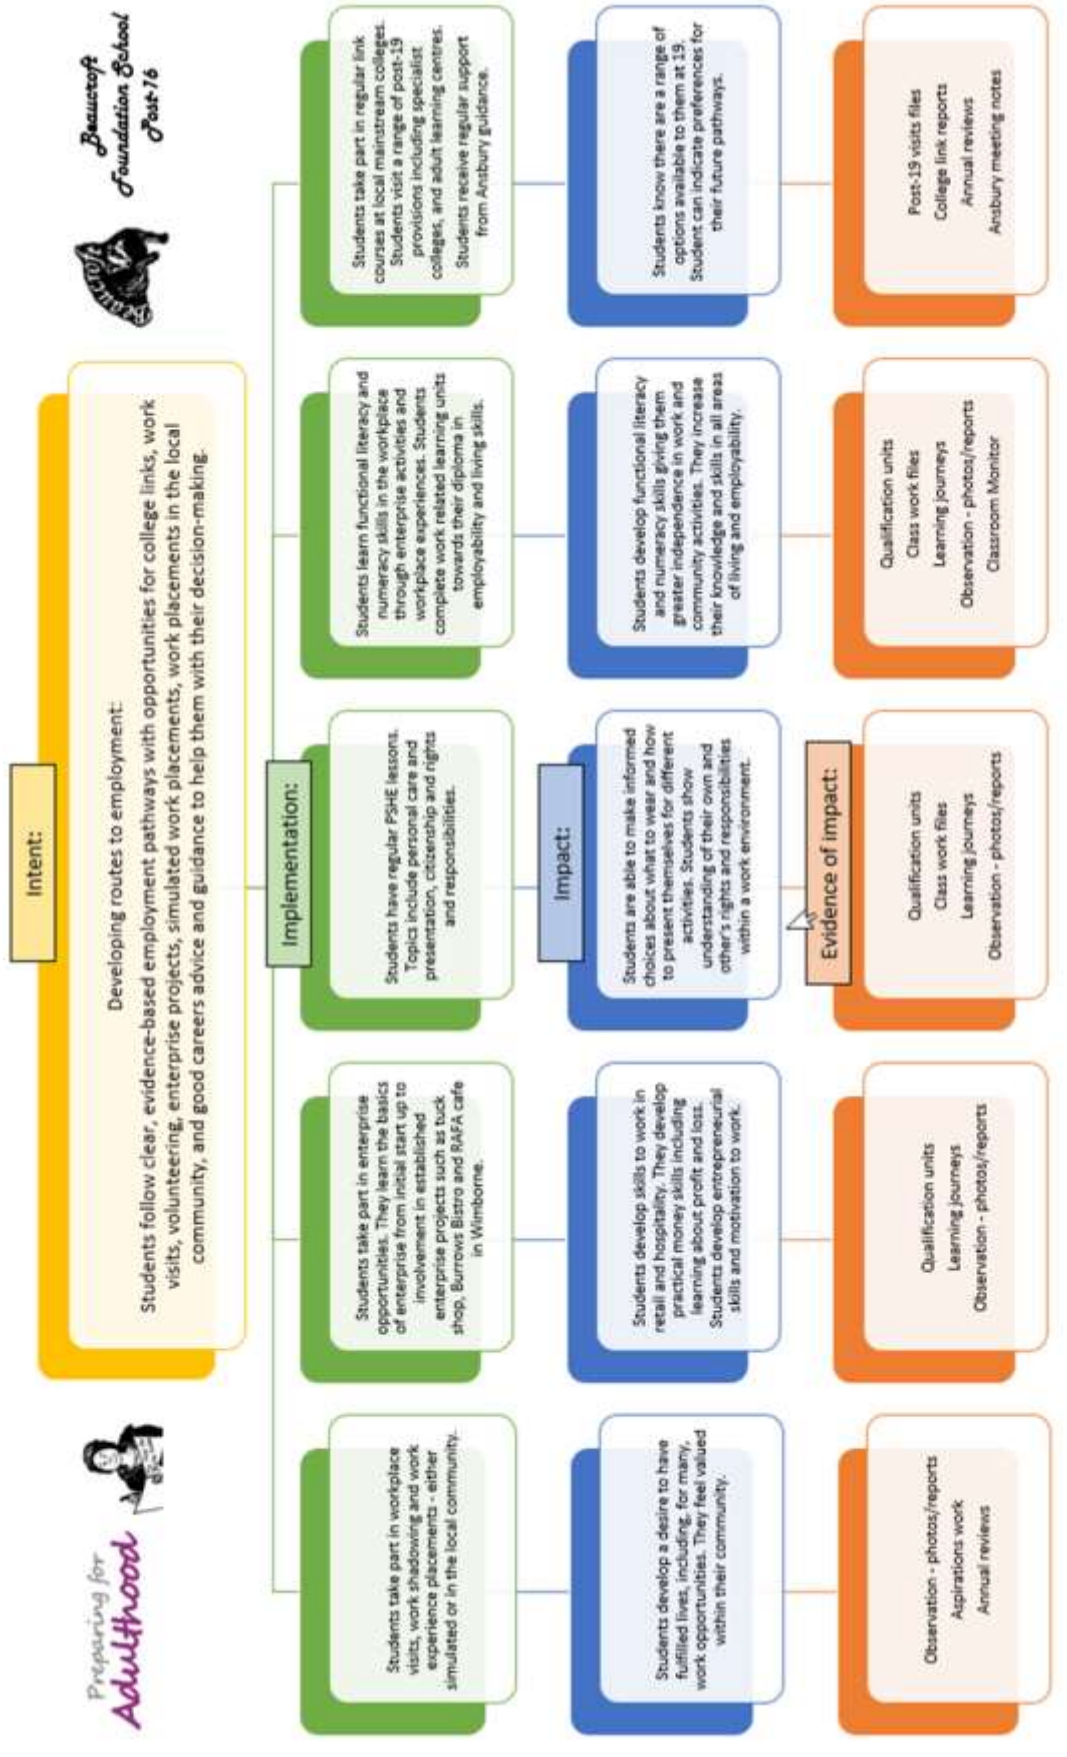 Preparing for
Adulthood
Intent:
Beaucroft
Beaucroft
Foundation School
Post-16
Developing routes to employment:
Students follow clear, evidence-based employment pathways with opportunities for college links, work
visits, volunteering, enterprise projects, simulated work placements, work placements in the local
community, and good careers advice and guidance to help them with their decision-making.
Implementation:
Students take part in workplace
visits, work shadowing and work
experience placements - either
simulated or in the local community.
Students take part in enterprise
opportunities. They learn the basics
of enterprise from initial start up to
involvement in established
enterprise projects such as tuck
shop, Burrows Bistro and RAFA cafe
in Wimborne.
Students have regular PSHE lessons.
Topics include personal care and
presentation, citizenship and rights
and responsibilities.
Students learn functional literacy and
numeracy skills in the workplace
through enterprise activities and
workplace experiences. Students
complete work related learning units
towards their diploma in
employability and living skills.
Students take part in regular link
courses at local mainstream colleges.
Students visit a range of post-19
provisions including specialist
colleges, and adult learning centres.
Students receive regular support
from Ansbury guidance.
Impact:
Students develop a desire to have
fulfilled lives, including, for many,
work opportunities. They feel valued
within their community.
Students develop skills to work in
retail and hospitality. They develop
practical money skills including
learning about profit and loss.
Students develop entrepreneurial
skills and motivation to work.
Students are able to make informed
choices about what to wear and how
to present themselves for different
activities. Students show
understanding of their own and
other's rights and responsibilities
within a work environment.
Students develop functional literacy
and numeracy skills giving them
greater independence in work and
community activities. They increase
their knowledge and skills in all areas
of living and employability.
Students know there are a range of
options available to them at 19.
Student can indicate preferences for
their future pathways.
Evidence of impact:
Observation - photos/reports
Aspirations work
Annual reviews
Qualification units
Learning journeys
Observation - photos/reports
Qualification units
Class work files
Learning journeys
Observation - photos/reports
Qualification units
Class work files
Learning journeys
Observation - photos/reports
Classroom Monitor
Post-19 visits files
College link reports
Annual reviews
Ansbury meeting notes